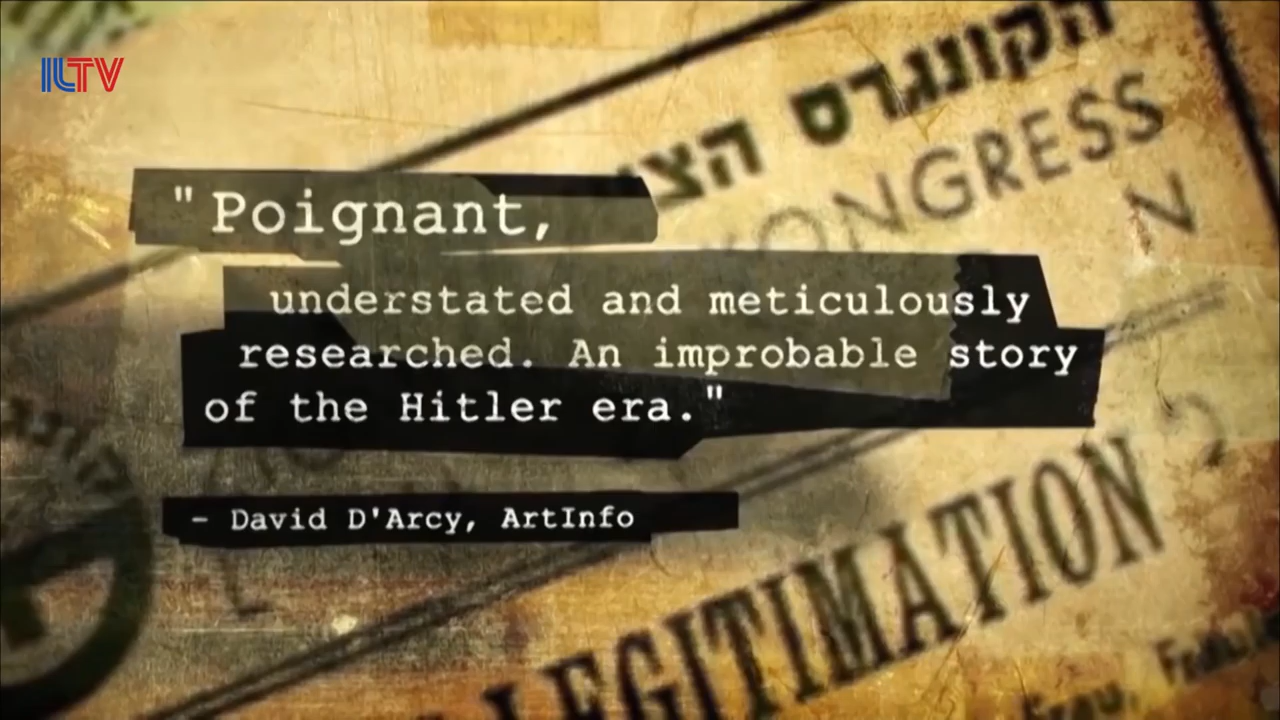 ILTV
הקונגרס
CONGRESS
"Poignant,
understated and meticulously
researched. An improbable story
of the Hitler era."
- David D'Arcy, ArtInfo
LEGITIMATION
Frau,